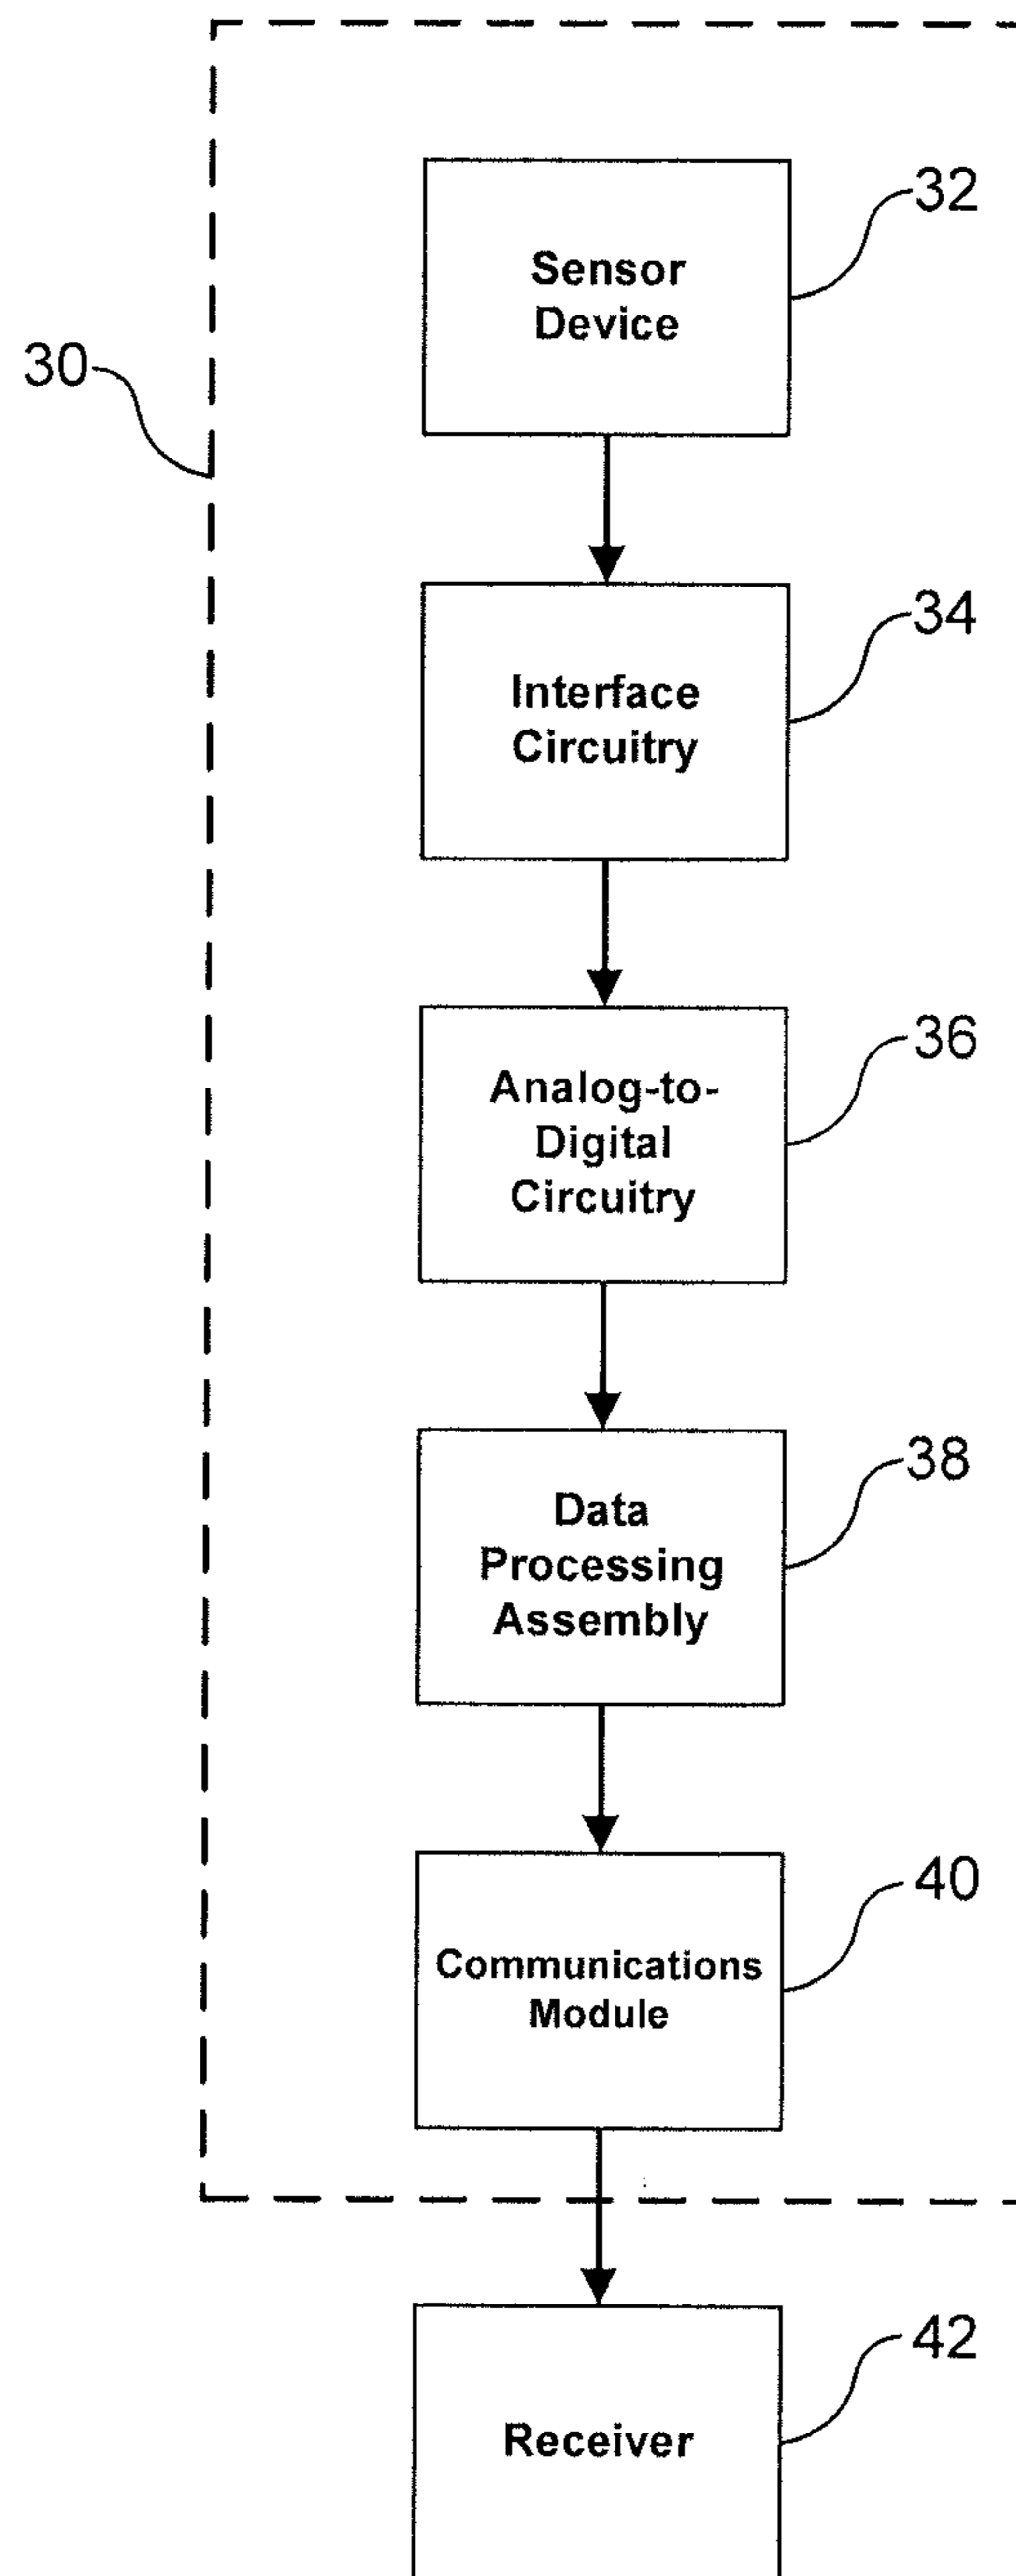 32
Sensor
Device
30
34
Interface
Circuitry
36
Analog-to-
Digital
Circuitry
38
Data
Processing
Assembly
40
Communications
Module
42
Receiver